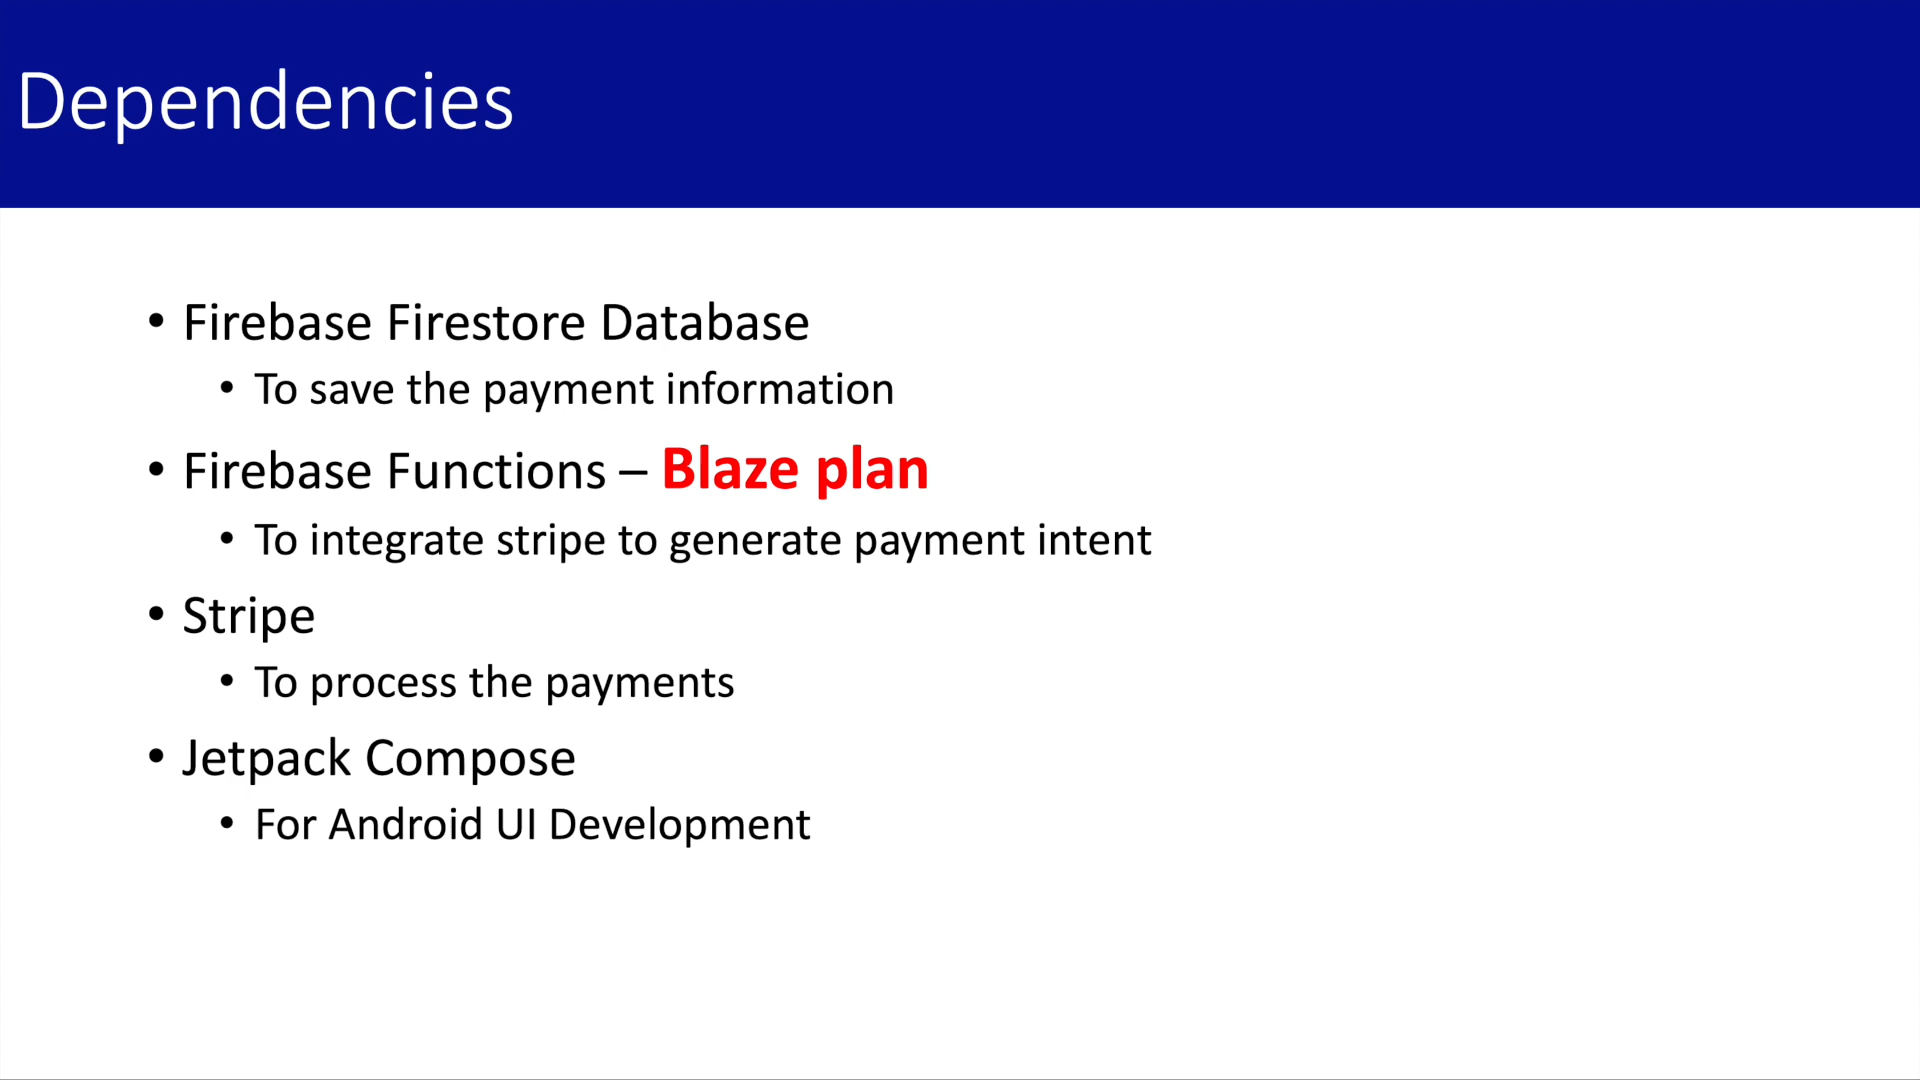 Dependencies
• Firebase Firestore Database
• To save the payment information
• Firebase Functions – Blaze plan
• To integrate stripe to generate payment intent
• Stripe
• To process the payments
• Jetpack Compose
• For Android UI Development